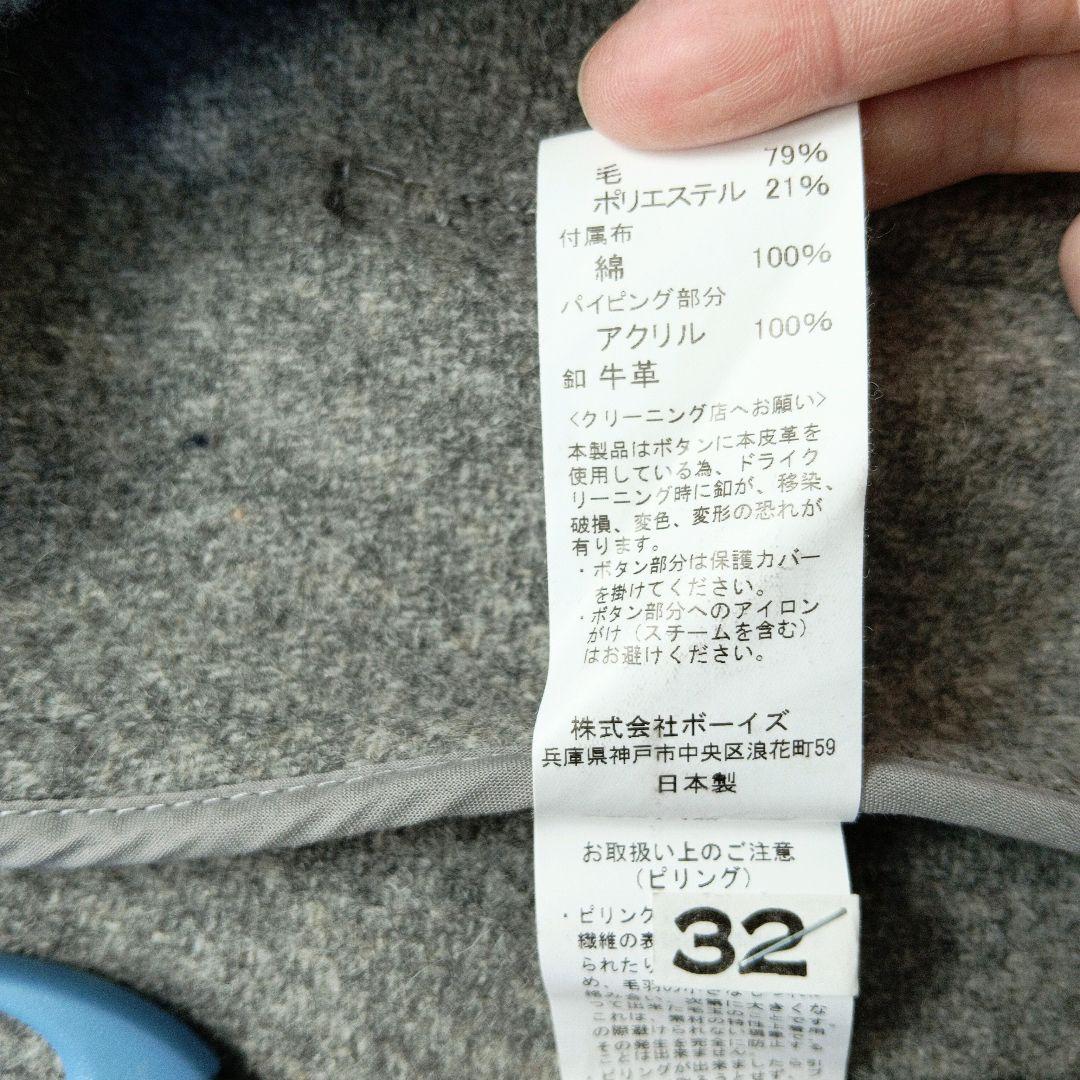 毛 79%
ポリエステル 21%
付属布
綿 100%
パイピング部分
アクリル 100%
釦 牛革
<クリーニング店へお願い>
本製品はボタンに本皮革を
使用している為、ドライク
リーニング時に釦が、移染、
破損、変色、変形の恐れが
有ります。
・ボタン部分は保護カバー
を掛けてください。
・ボタン部分へのアイロン
がけ(スチームを含む)
はお避けください。
株式会社ボーイズ
兵庫県神戸市中央区浪花町59
日本製
お取扱い上のご注意
(ピリング)
・ピリング
32
繊維の表
られたり
め、毛羽